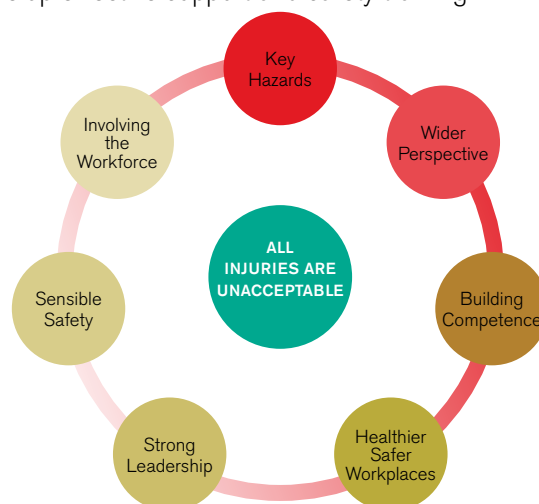 Key
Hazards
Wider
Perspective
Building
Competence
Healthier
Safer
Workplaces
Strong
Leadership
Sensible
Safety
Involving
the
Workforce
ALL
INJURIES ARE
UNACCEPTABLE